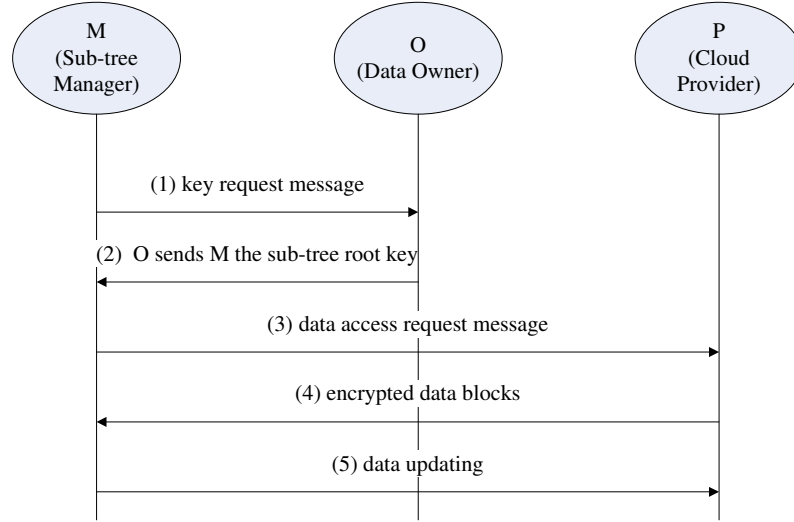 M
(Sub-tree
Manager)
O
(Data Owner)
P
(Cloud
Provider)
(1) key request message
(2) O sends M the sub-tree root key
(3) data access request message
(4) encrypted data blocks
(5) data updating